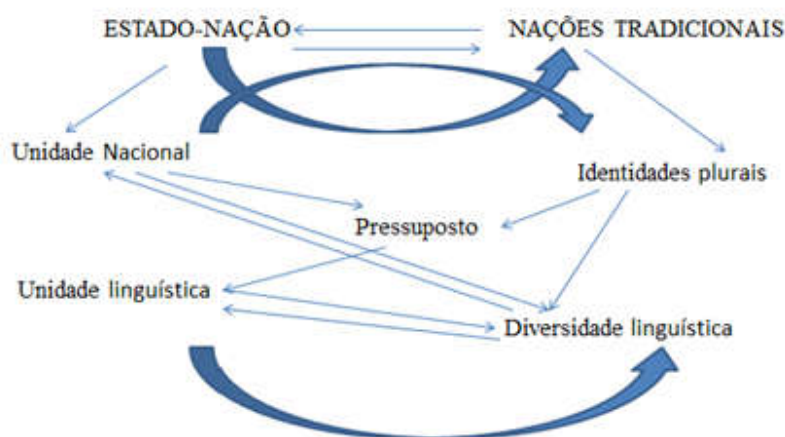 ESTADO-NAÇÃO
NAÇÕES TRADICIONAIS
Unidade Nacional
Identidades plurais
Pressuposto
Unidade linguística
Diversidade linguística